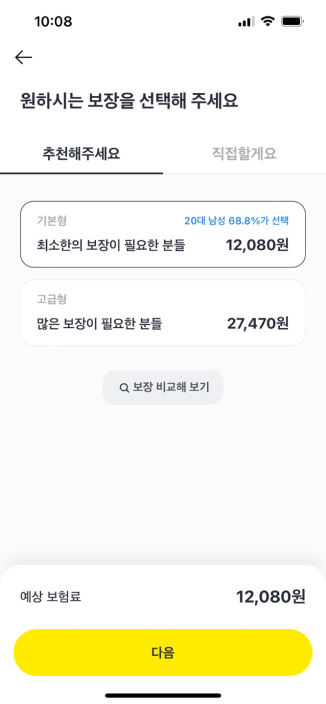 10:08
원하시는 보장을 선택해 주세요
추천해주세요 직접할게요
기본형 20대 남성 68.8%가 선택
최소한의 보장이 필요한 분들 12,080원
고급형
많은 보장이 필요한 분들 27,470원
보장 비교해 보기
예상 보험료 12,080원
다음